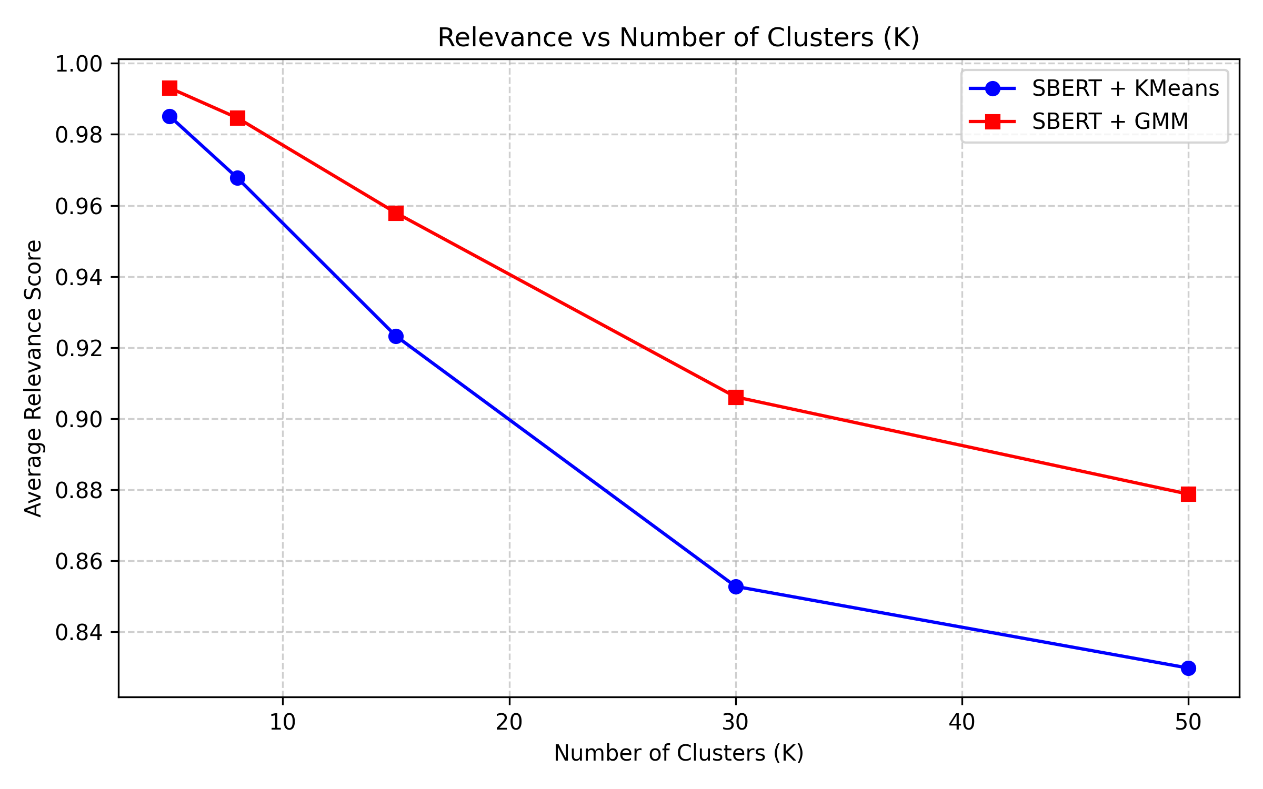 Relevance vs Number of Clusters (K)
SBERT + KMeans
SBERT + GMM
Average Relevance Score
1.00
0.98
0.96
0.94
0.92
0.90
0.88
0.86
0.84
10 20 30 40 50
Number of Clusters (K)